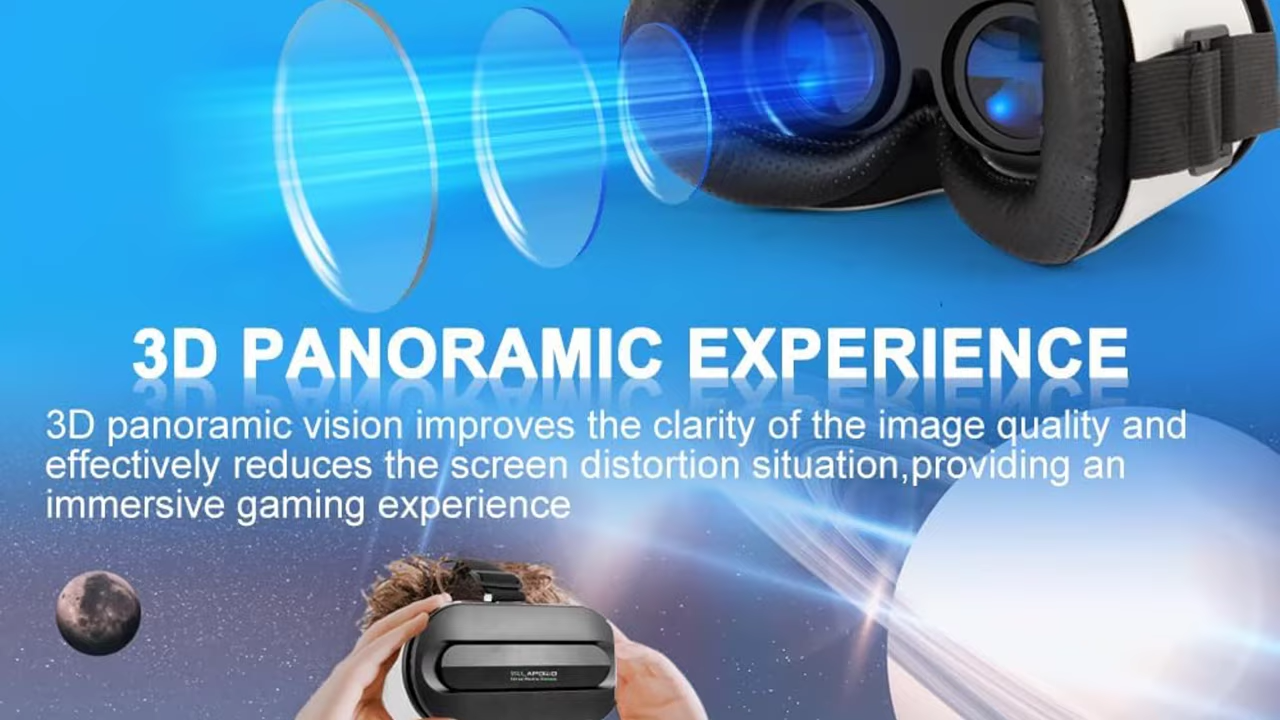 3D PANORAMIC EXPERIENCE
3D panoramic vision improves the clarity of the image quality and
effectively reduces the screen distortion situation,providing an
immersive gaming experience